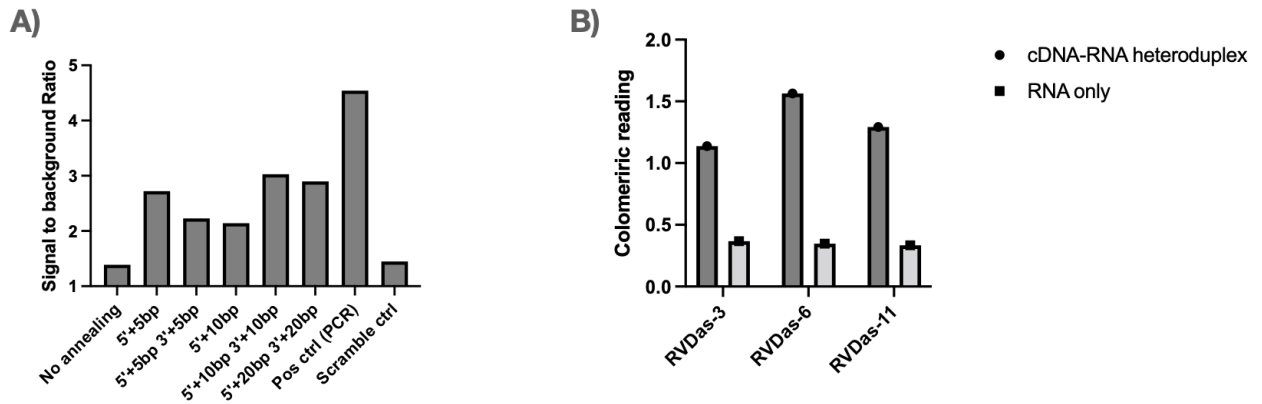 A)
Signal to background Ratio
5
4
3
2
1
No annealing
5'+5bp
5'+5bp 3'+5bp
5'+10bp
5'+10bp 3'+10bp
5'+20bp 3'+20bp
Pos ctrl (PCR)
Scramble ctrl
B)
Colomeriric reading
2.0
1.5
1.0
0.5
0.0
RVDas-3
RVDas-6
RVDas-11
cDNA-RNA heteroduplex
RNA only